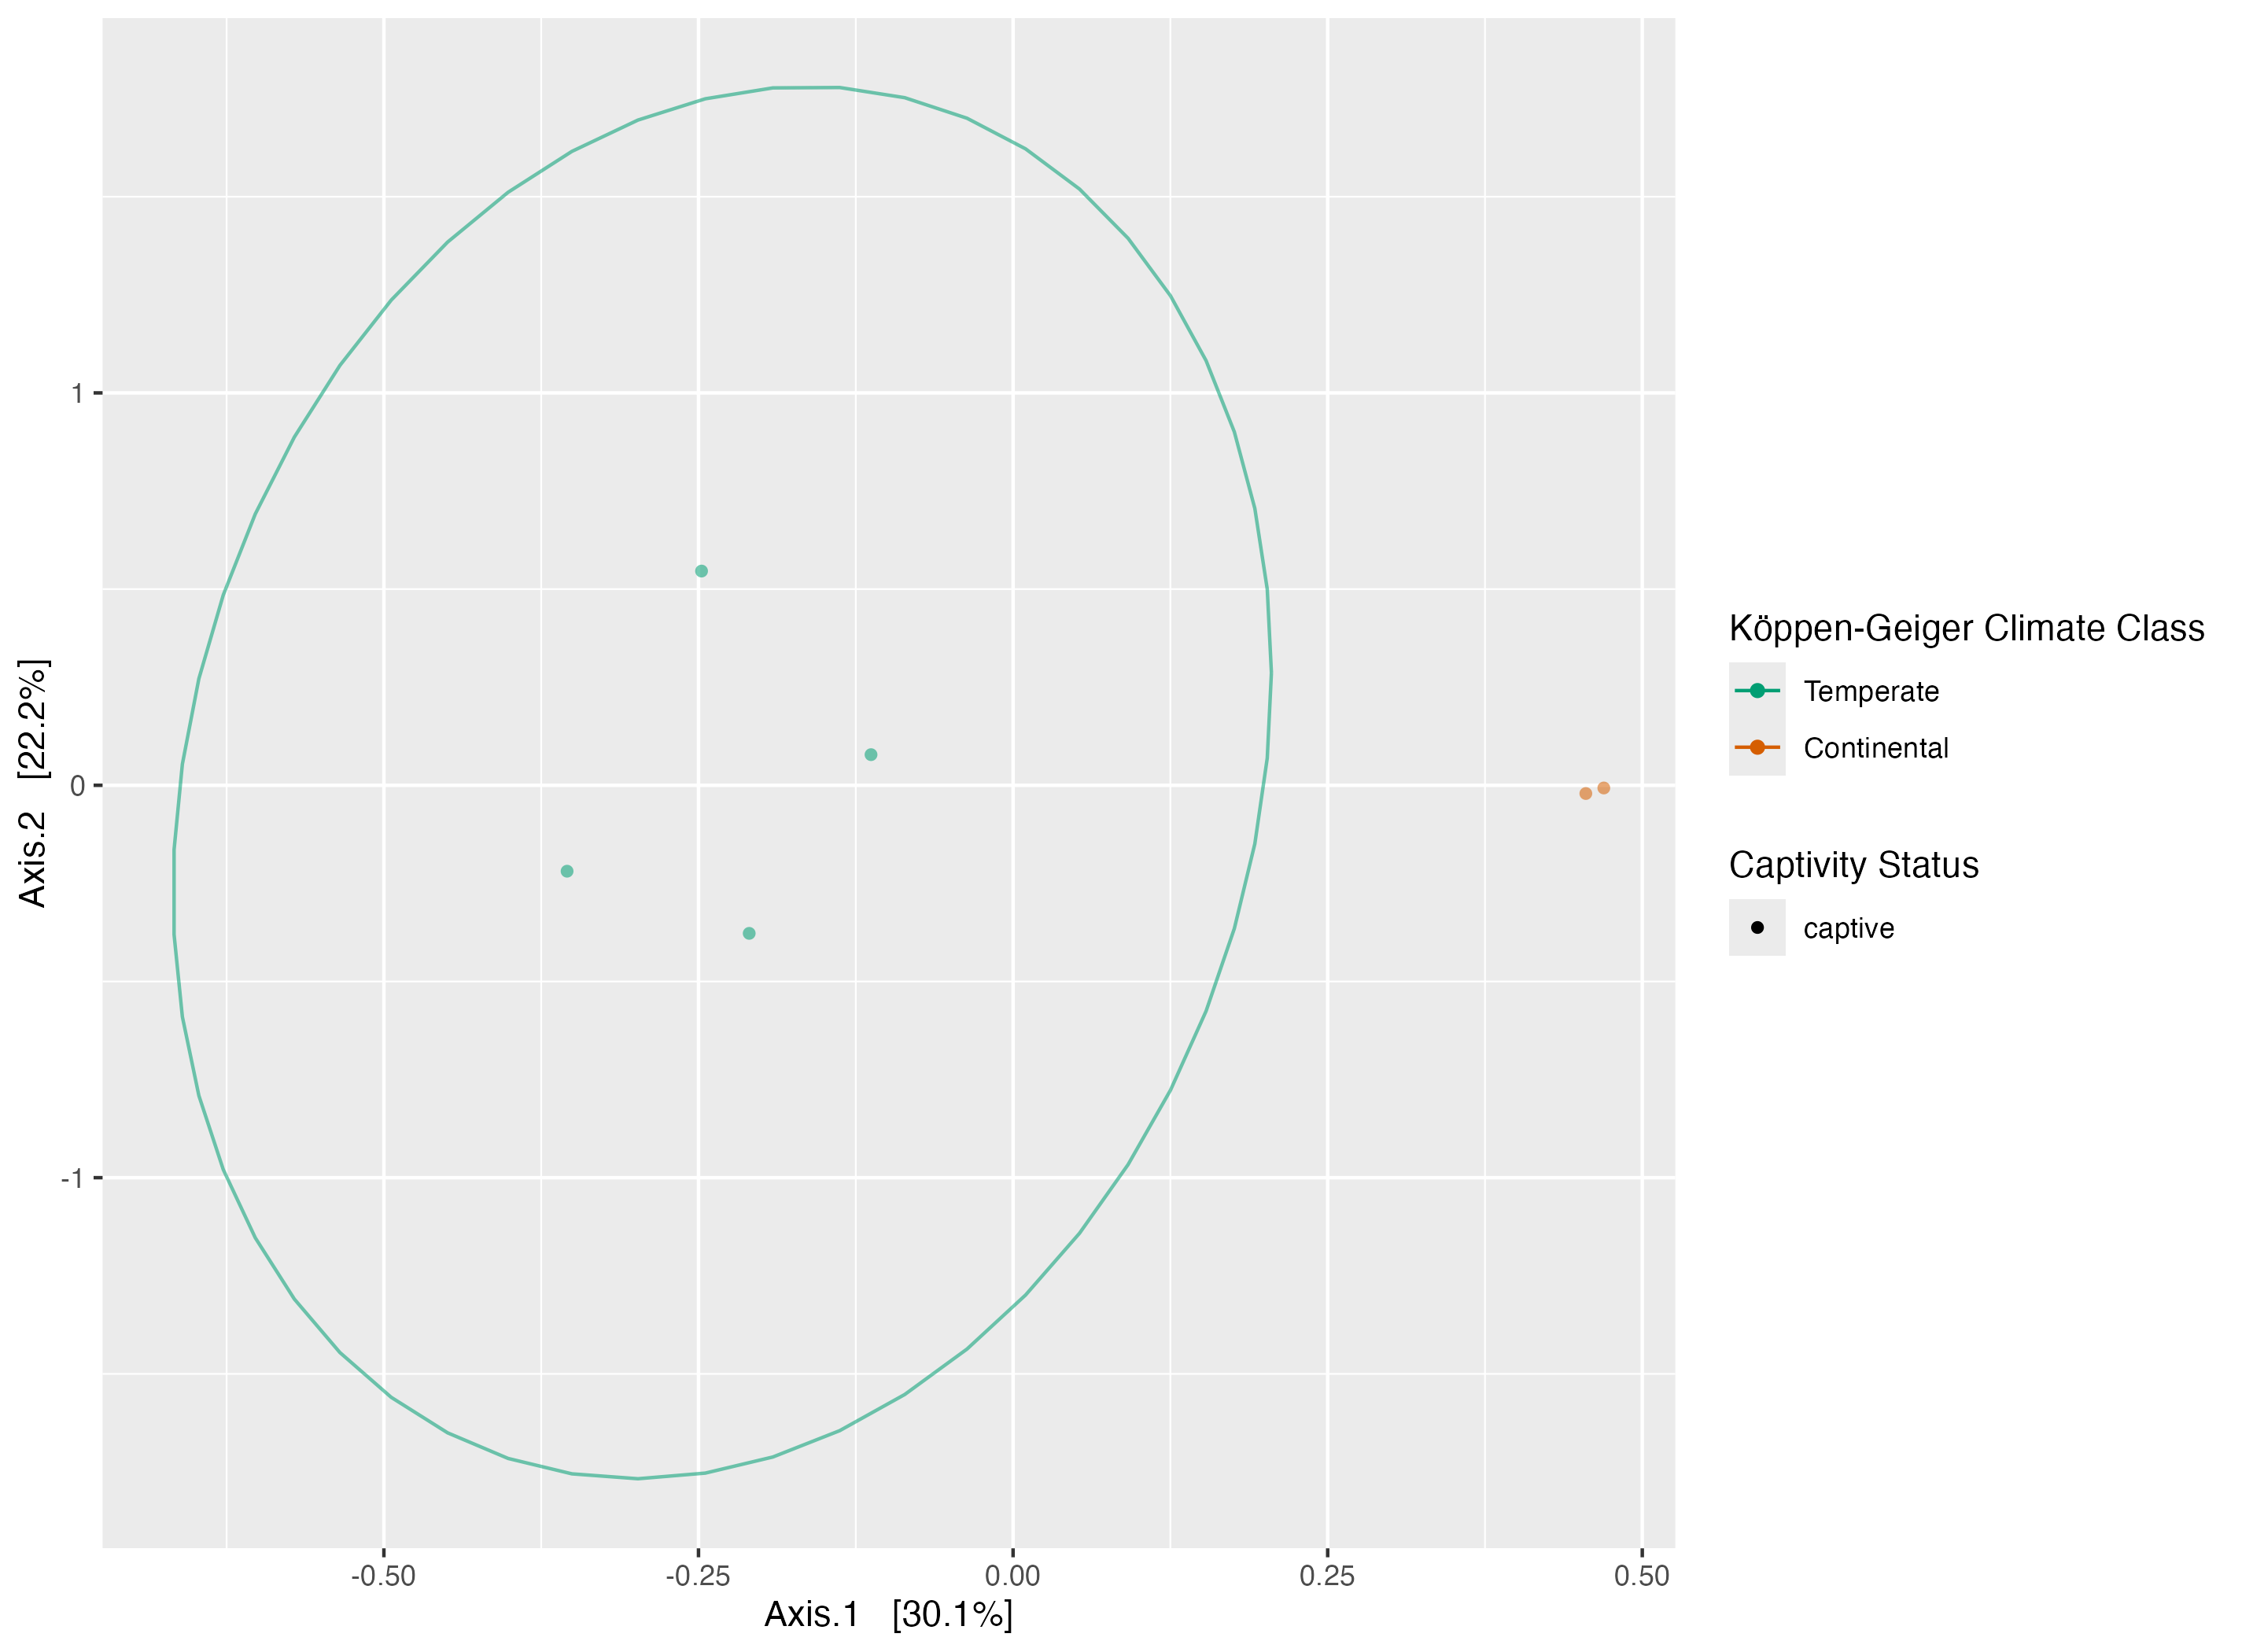 1
0
-1
Axis.2 [22.2%]
-0.50 -0.25 0.00 0.25 0.50
Axis.1 [30.1%]
Köppen-Geiger Climate Class
Temperate
Continental
Captivity Status
captive